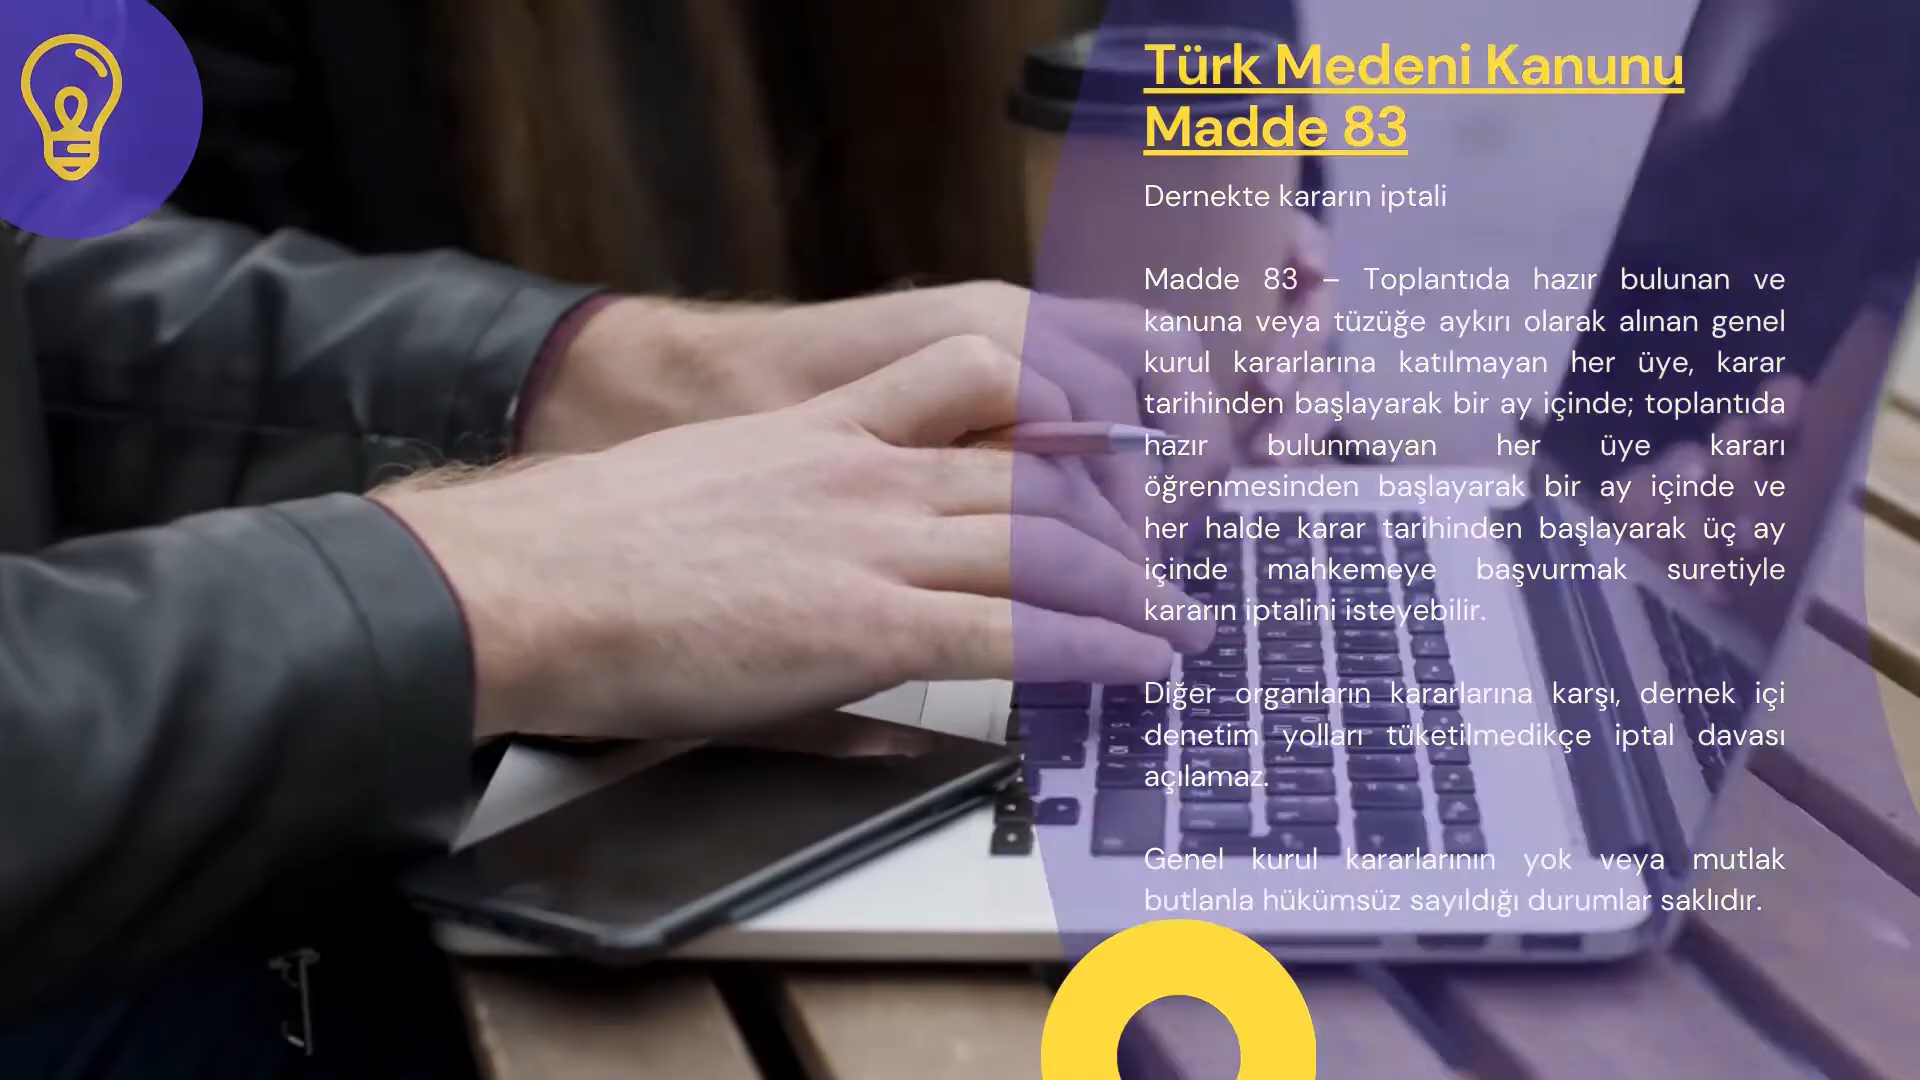 Türk Medeni Kanunu
Madde 83
Dernekte kararın iptali
Madde 83 – Toplantıda hazır bulunan ve
kanuna veya tüzüğe aykırı olarak alınan genel
kurul kararlarına katılmayan her üye, karar
tarihinden başlayarak bir ay içinde; toplantıda
hazır bulunmayan her üye kararı
öğrenmesinden başlayarak bir ay içinde ve
her halde karar tarihinden başlayarak üç ay
içinde mahkemeye başvurmak suretiyle
kararın iptalini isteyebilir.
Diğer organların kararlarına karşı, dernek içi
denetim yolları tüketilmedikçe iptal davası
açılamaz.
Genel kurul kararlarının yok veya mutlak
butlanla hükümsüz sayıldığı durumlar saklıdır.